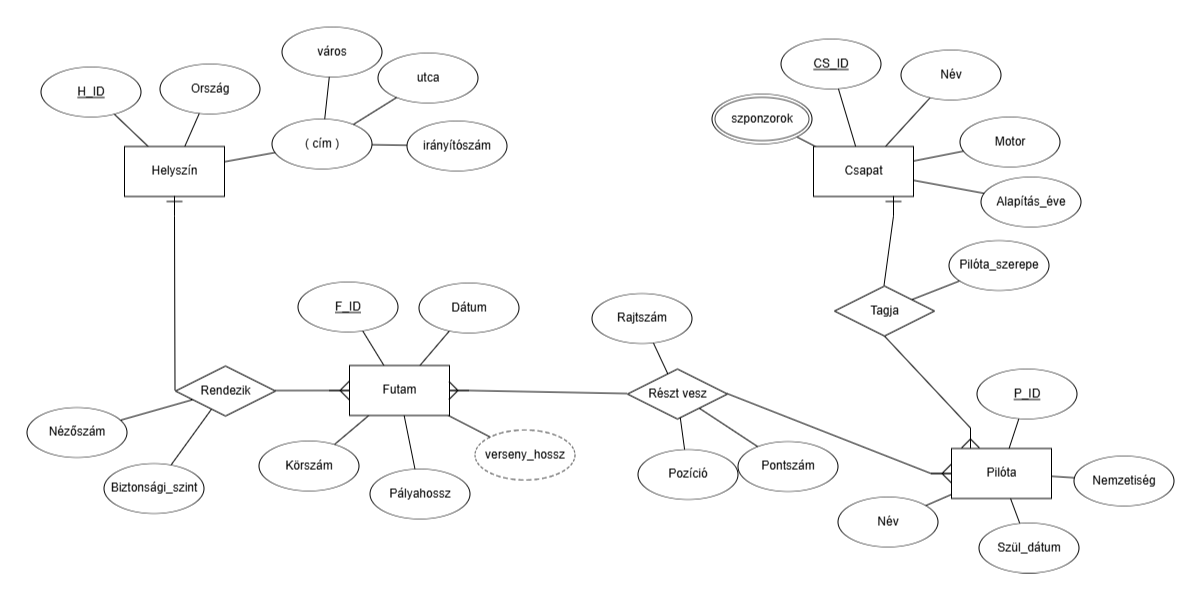 város
utca
H_ID
Ország
( cím )
irányítószám
Helyszín
CS_ID
Név
szponzorok
Motor
Csapat
Alapítás_éve
Pilóta_szerepe
Tagja
F_ID
Dátum
Rajtszám
Rendezik
Futam
Részt vesz
P_ID
Nézőszám
Körszám
verseny_hossz
Biztonsági_szint
Pályahossz
Pozíció
Pontszám
Pilóta
Nemzetiség
Név
Szül_dátum